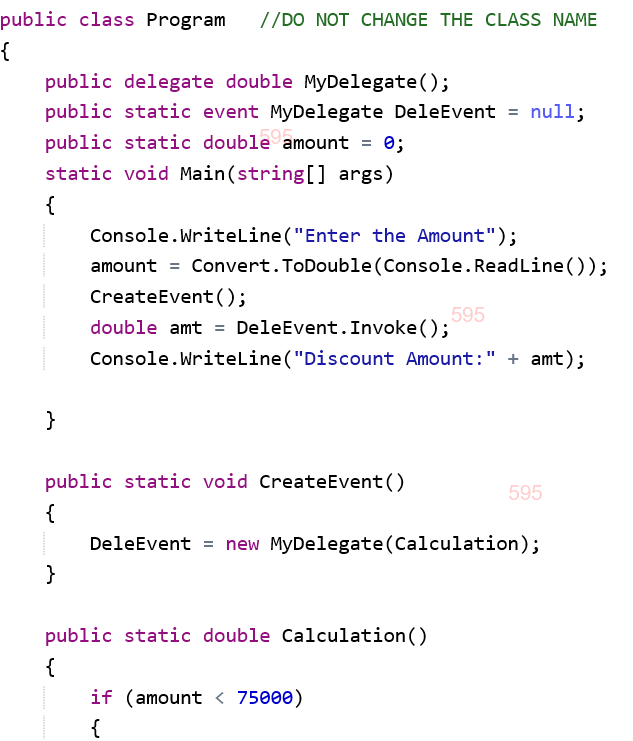 public class Program   //DO NOT CHANGE THE CLASS NAME
{
    public delegate double MyDelegate();
    public static event MyDelegate DeleEvent = null;
    public static double amount = 0;
595
    static void Main(string[] args)
    {
        Console.WriteLine("Enter the Amount");
        amount = Convert.ToDouble(Console.ReadLine());
        CreateEvent();
        double amt = DeleEvent.Invoke();
595
        Console.WriteLine("Discount Amount:" + amt);
    }
    public static void CreateEvent()
595
    {
        DeleEvent = new MyDelegate(Calculation);
    }
    public static double Calculation()
    {
        if (amount < 75000)
        {